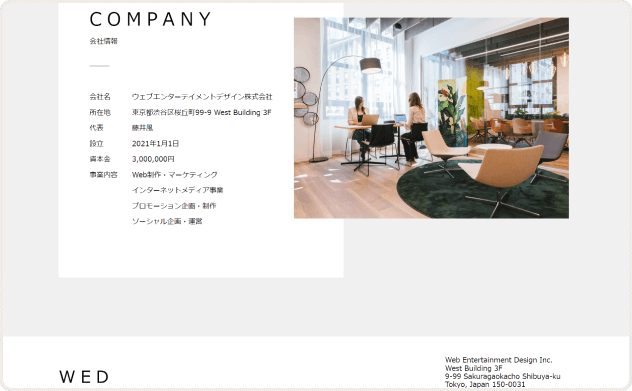 COMPANY
会社情報
会社名 ウェブエンターテイメントデザイン株式会社
所在地 東京都渋谷区桜丘町99-9 West Building 3F
代表 藤井風
設立 2021年1月1日
資本金 3,000,000円
事業内容 Web制作・マーケティング
インターネットメディア事業
プロモーション企画・制作
ソーシャル企画・運営
WED
Web Entertainment Design Inc.
West Building 3F
9-99 Sakuragaokacho Shibuya-ku
Tokyo, Japan 150-0031